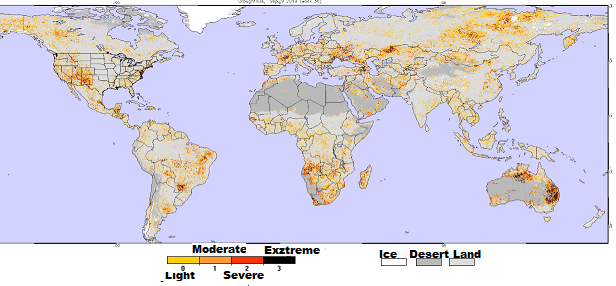 Moderate Exztreme
0 1 2 3
Light Severe
Ice Desert Land